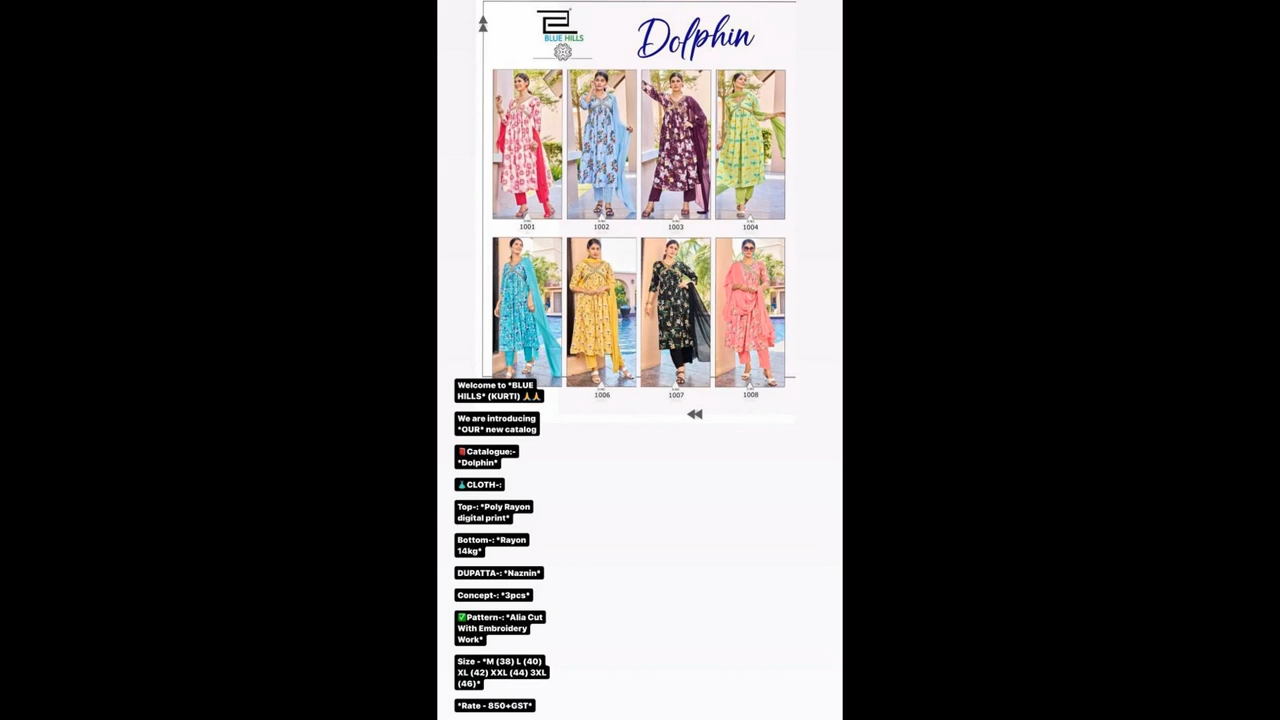 BLUE HILLS
Dolphin
1001
1002
1003
1004
1006
1007
1008
Welcome to *BLUE
HILLS* (KURTI) 🙏🙏
We are introducing
*OUR* new catalog
📕Catalogue:-
*Dolphin*
👗CLOTH-:
Top-: *Poly Rayon
digital print*
Bottom-: *Rayon
14kg*
DUPATTA-: *Naznin*
Concept-: *3pcs*
✅Pattern-: *Alia Cut
With Embroidery
Work*
Size - *M (38) L (40)
XL (42) XXL (44) 3XL
(46)*
*Rate - 850+GST*